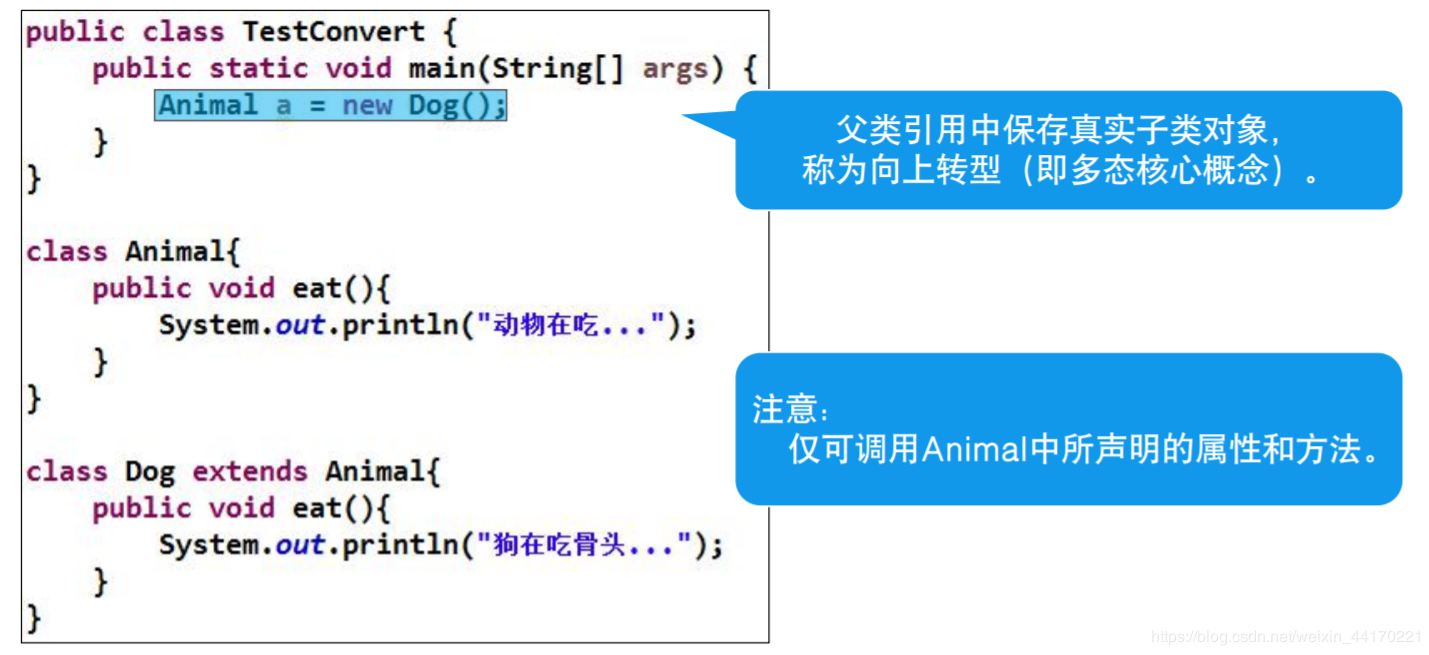 public class TestConvert {
public static void main(String[] args) {
Animal a = new Dog();
}
}
class Animal{
public void eat(){
System.out.println("动物在吃...");
}
}
class Dog extends Animal{
public void eat(){
System.out.println("狗在吃骨头...");
}
}
父类引用中保存真实子类对象，
称为向上转型（即多态核心概念）。
注意：
仅可调用Animal中所声明的属性和方法。
https://blog.csdn.net/weixin_44170221